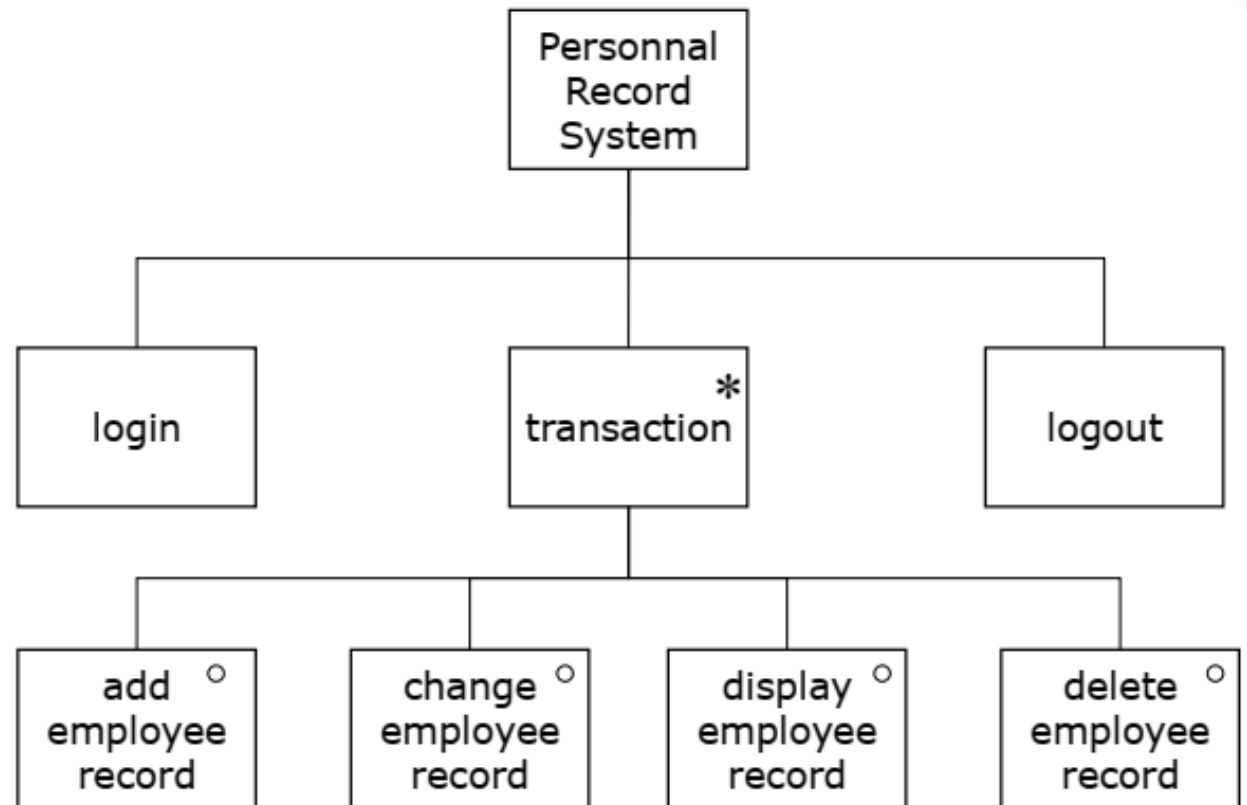 Personnal
Record
System
login
transaction *
logout
add
employee
record
change
employee
record
display
employee
record
delete
employee
record